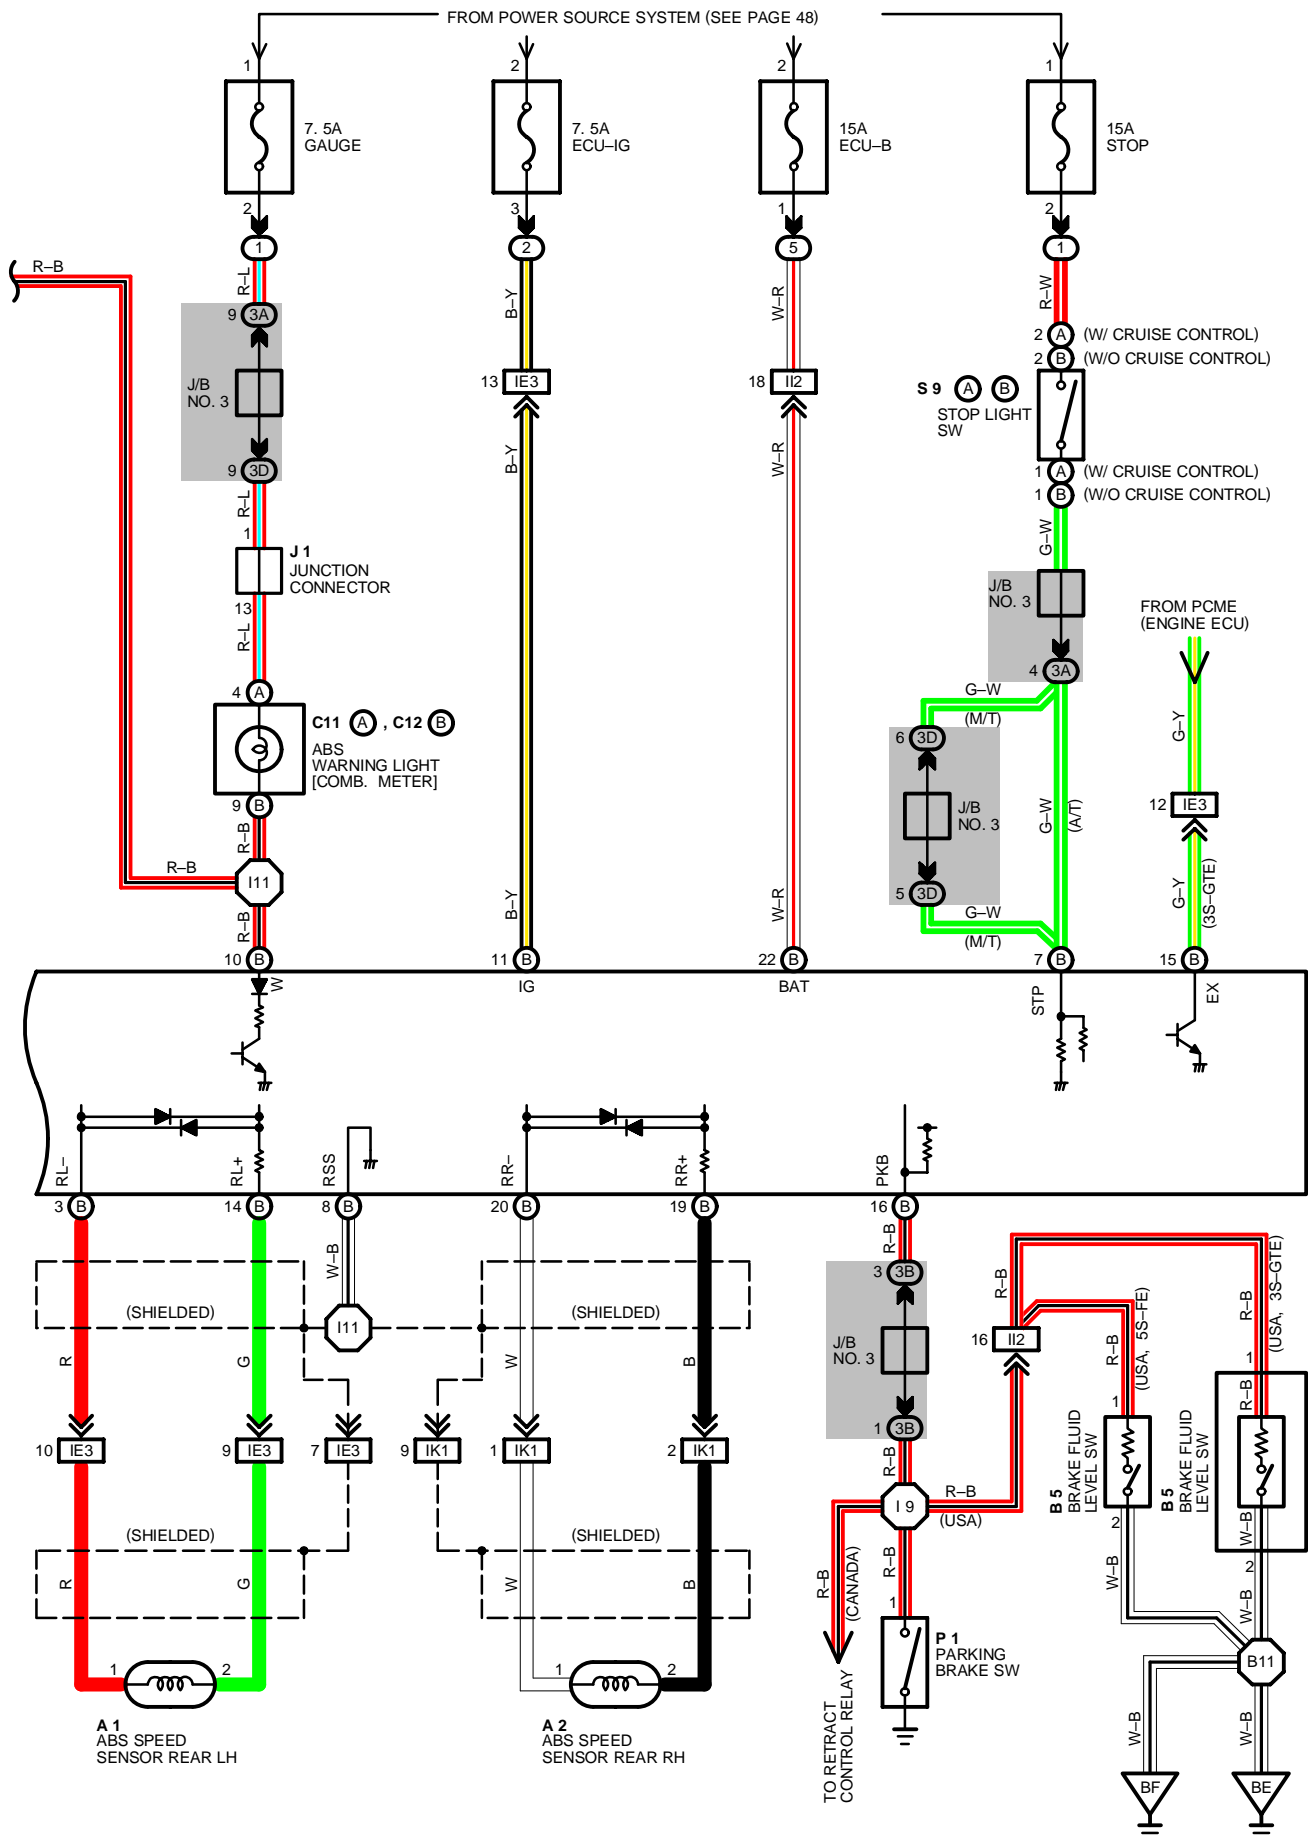 FROM POWER SOURCE SYSTEM (SEE PAGE 48)
1
2
2
1
7. 5A
GAUGE
7. 5A
ECU–IG
15A
ECU–B
15A
STOP
2
3
1
2
1
2
5
1
R–B
R–L
B–Y
W–R
R–W
9 3A
2 A (W/ CRUISE CONTROL)
2 B (W/O CRUISE CONTROL)
J/B
NO. 3
13 IE3
18 II2
S 9 A B
STOP LIGHT
SW
9 3D
B–Y
W–R
1 A (W/ CRUISE CONTROL)
1 B (W/O CRUISE CONTROL)
R–L
1
G–W
J 1
JUNCTION
CONNECTOR
J/B
NO. 3
13
FROM PCME
(ENGINE ECU)
R–L
4 3A
4 A
G–W
(M/T)
C11 A , C12 B
ABS
WARNING LIGHT
[COMB. METER]
6 3D
G–Y
J/B
NO. 3
G–W
(A/T)
9 B
12 IE3
R–B
R–B
I11
5 3D
G–W
(M/T)
G–Y
(3S–GTE)
R–B
B–Y
W–R
10 B
11 B
22 B
7 B
15 B
W
IG
BAT
STP
EX
RL–
RL+
RSS
RR–
RR+
PKB
3 B
14 B
8 B
20 B
19 B
16 B
R–B
W–B
3 3B
R–B
R–B
(USA, 3S–GTE)
(SHIELDED)
I11
(SHIELDED)
J/B
NO. 3
16 II2
R–B
(USA, 5S–FE)
R
G
W
B
1
1
R–B
10 IE3
9 IE3
7 IE3
9 IK1
1 IK1
2 IK1
1 3B
R–B
B 5
BRAKE FLUID
LEVEL SW
B 5
BRAKE FLUID
LEVEL SW
I 9
R–B
(USA)
2
W–B
(SHIELDED)
(SHIELDED)
R
G
W
B
R–B
(CANADA)
R–B
1
W–B
2
W–B
1
2
1
2
P 1
PARKING
BRAKE SW
B11
A 1
ABS SPEED
SENSOR REAR LH
A 2
ABS SPEED
SENSOR REAR RH
TO RETRACT
CONTROL RELAY
W–B
W–B
BF
BE